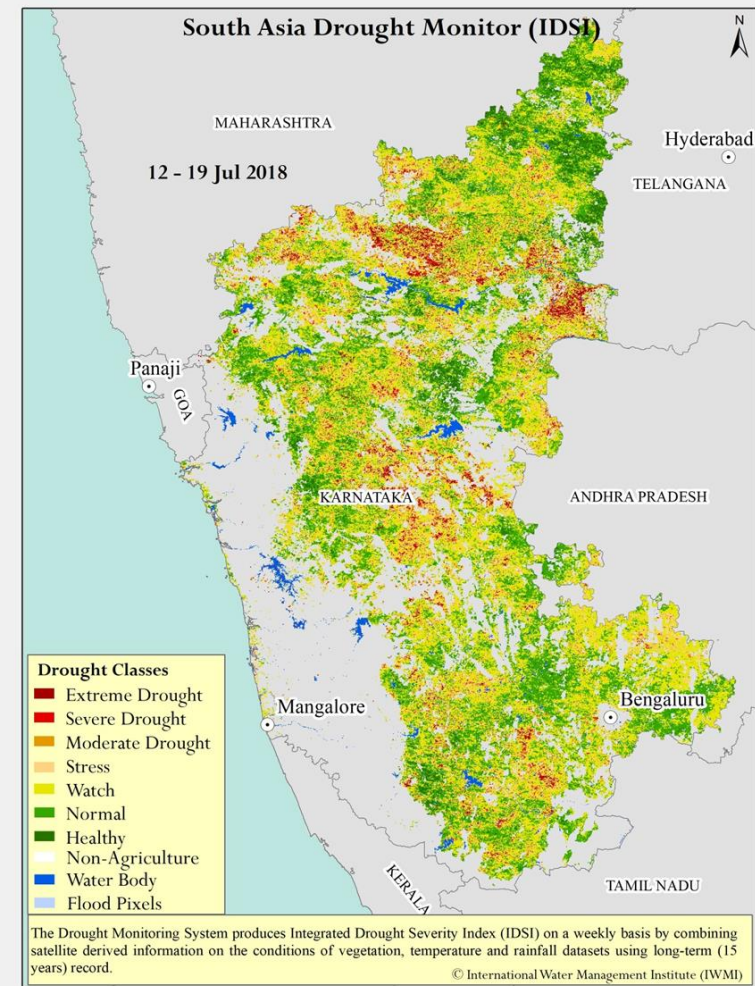 South Asia Drought Monitor (IDSI)
N
MAHARASHTRA
Hyderabad
12 - 19 Jul 2018
TELANGANA
Panaji
GOA
KARNATAKA
ANDHRA PRADESH
Drought Classes
Extreme Drought
Severe Drought
Moderate Drought
Stress
Watch
Normal
Healthy
Non-Agriculture
Water Body
Flood Pixels
Mangalore
Bengaluru
KERALA
TAMIL NADU
The Drought Monitoring System produces Integrated Drought Severity Index (IDSI) on a weekly basis by combining
satellite derived information on the conditions of vegetation, temperature and rainfall datasets using long-term (15
years) record.
© International Water Management Institute (IWMI)